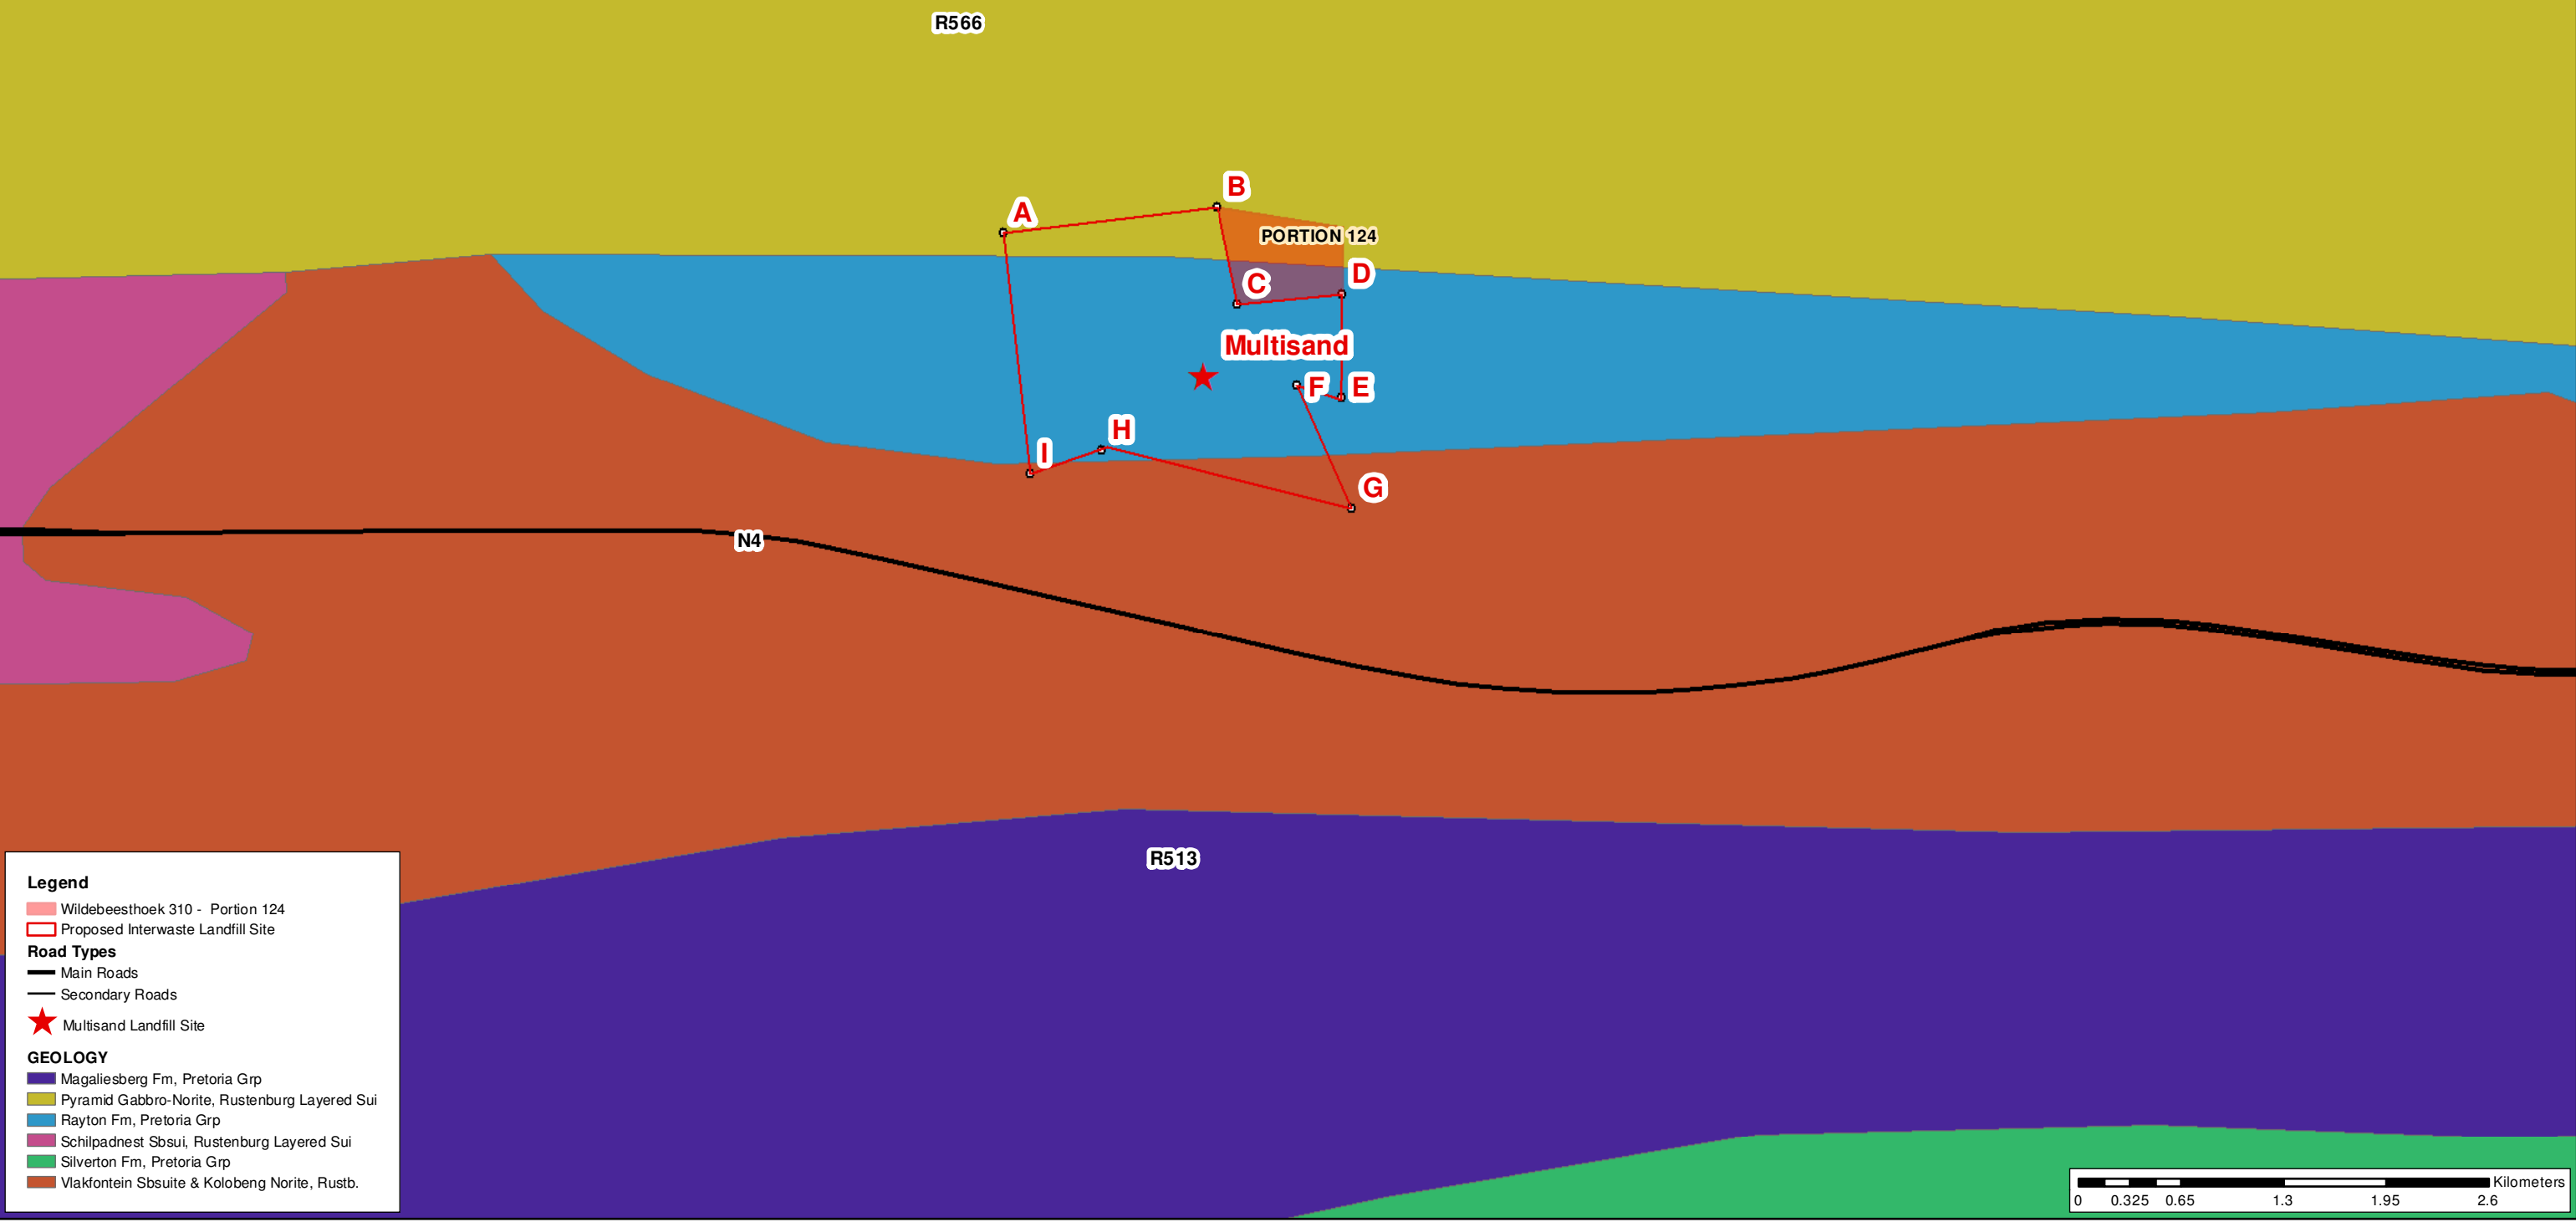 R566
B
A
PORTION 124
D
C
Multisand
F E
H
I
G
N4
R513
Legend
Wildebeesthoek 310 - Portion 124
Proposed Interwaste Landfill Site
Road Types
Main Roads
Secondary Roads
Multisand Landfill Site
GEOLOGY
Magaliesberg Fm, Pretoria Grp
Pyramid Gabbro-Norite, Rustenburg Layered Sui
Rayton Fm, Pretoria Grp
Schilpadnest Sbsui, Rustenburg Layered Sui
Silverton Fm, Pretoria Grp
Vlakfontein Sbsuite & Kolobeng Norite, Rustb.
Kilometers
0 0.325 0.65 1.3 1.95 2.6